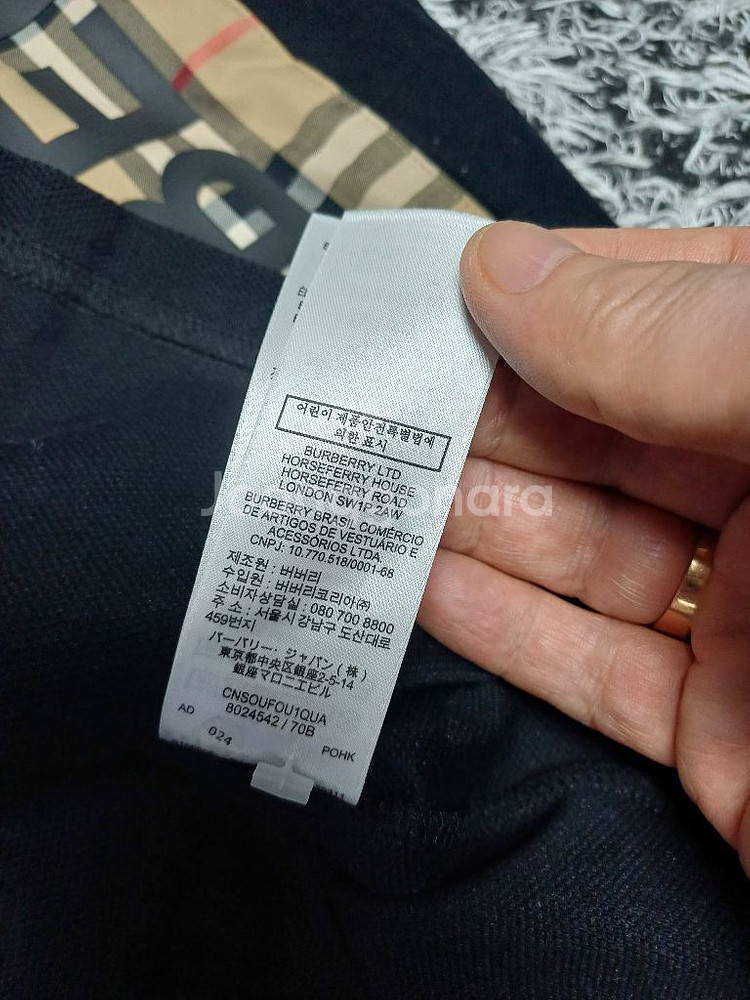 어린이제품안전특별법에
의한 표시
BURBERRY LTD
HORSEFERRY HOUSE
HORSEFERRY ROAD
LONDON SW1P 2AW
BURBERRY BRASIL COMÉRCIO
DE ARTIGOS DE VESTUÁRIO E
ACESSÓRIOS LTDA
CNPJ: 10.770.518/0001-68
제조원 : 버버리
수입원 : 버버리코리아㈜
소비자상담실 : 080 700 8800
주 소 : 서울시 강남구 도산대로
459번지
バーバリー・ジャパン(株)
東京都中央区銀座2-5-14
銀座マロニエビル
CNSOUFOU1QUA
8024542 / 70B
AD
024
POHK